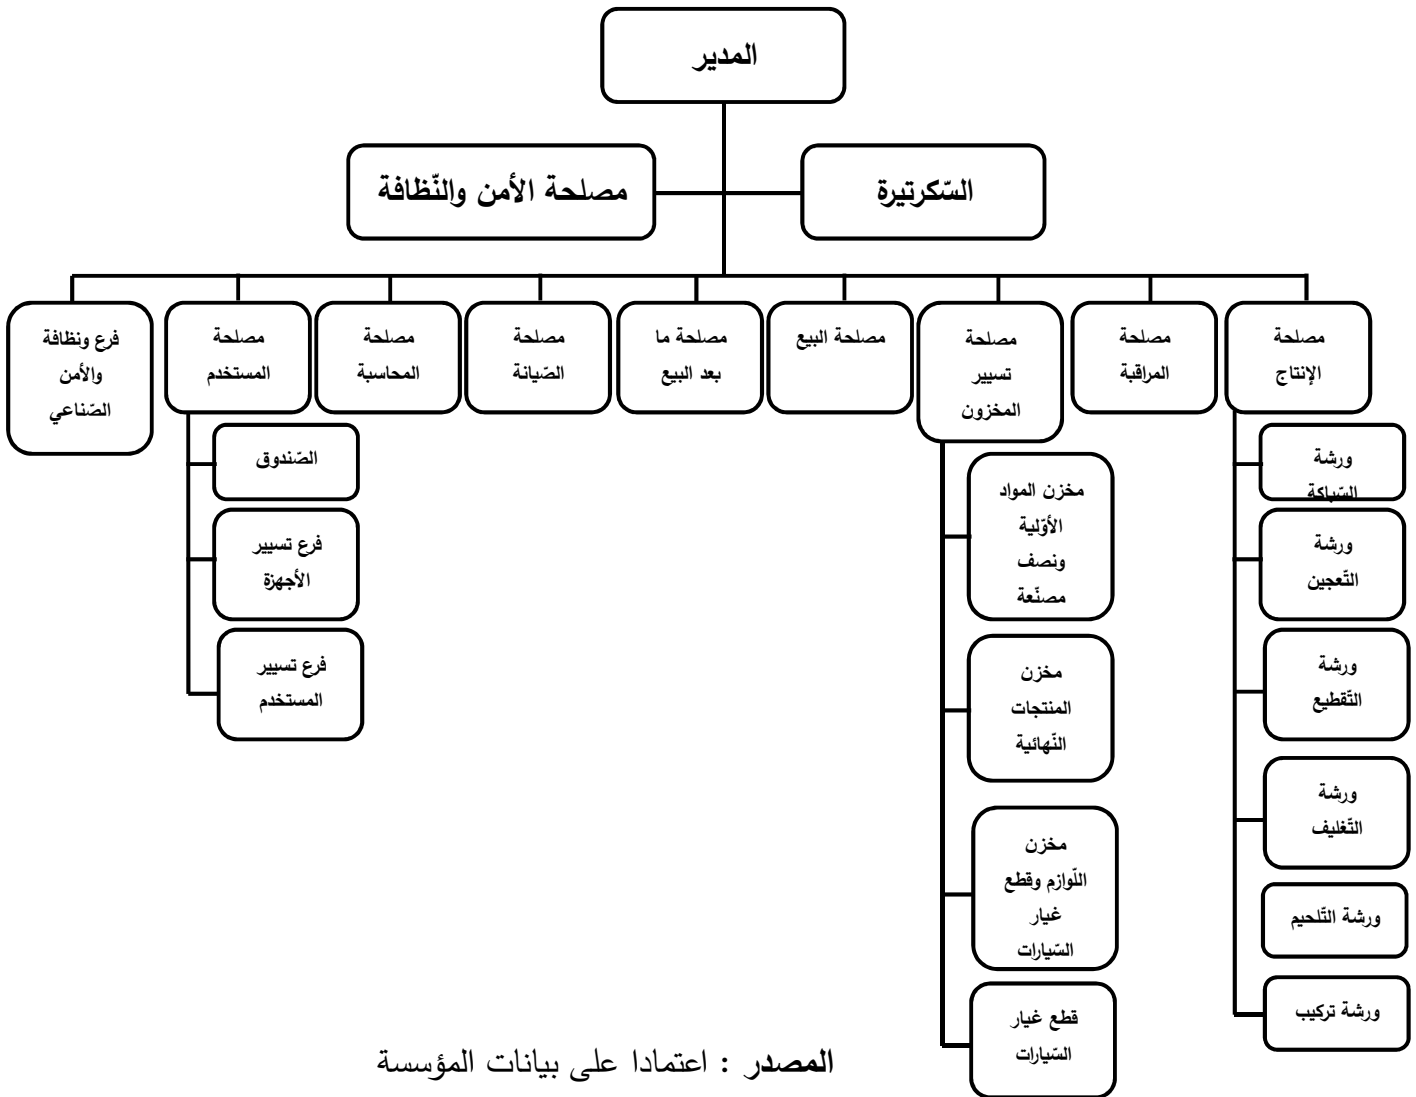 المدير
السّكرتيرة
مصلحة الأمن والنّظافة
مصلحة
الإنتاج
مصلحة
المراقبة
مصلحة
تسيير
المخزون
مصلحة البيع
مصلحة ما
بعد البيع
مصلحة
الصّيانة
مصلحة
المحاسبة
مصلحة
المستخدم
فرع ونظافة
والأمن
الصّناعي
ورشة
السّباكة
ورشة
التّعجين
ورشة
التّقطيع
ورشة
التّغليف
ورشة التّلحيم
ورشة تركيب
مخزن المواد
الأوّلية
ونصف
مصنّعة
مخزن
المنتجات
النّهائية
مخزن
اللّوازم وقطع
غيار
السّيارات
قطع غيار
السّيارات
الصّندوق
فرع تسيير
الأجهزة
فرع تسيير
المستخدم
المصدر : اعتمادا على بيانات المؤسسة